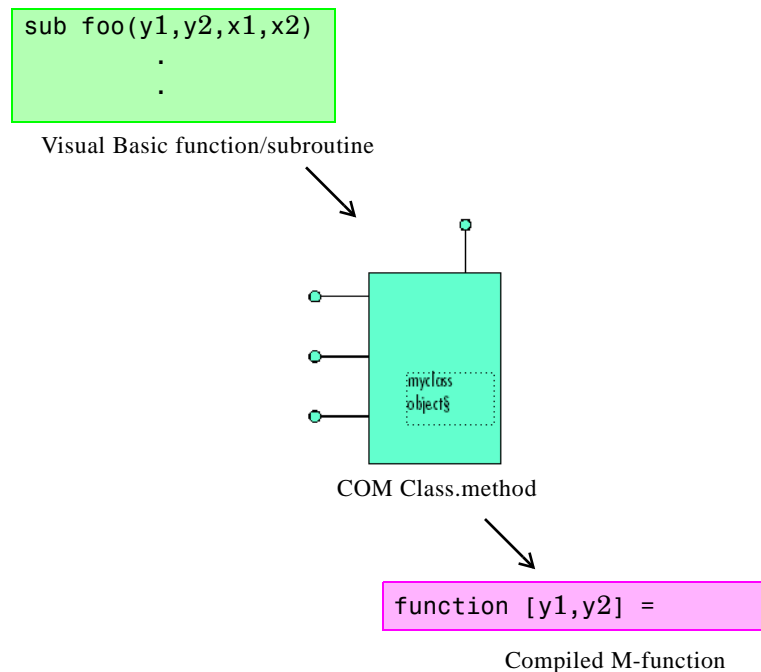 sub foo(y1,y2,x1,x2)
.
.
Visual Basic function/subroutine
myclass
object§
COM Class.method
function [y1,y2] =
Compiled M-function